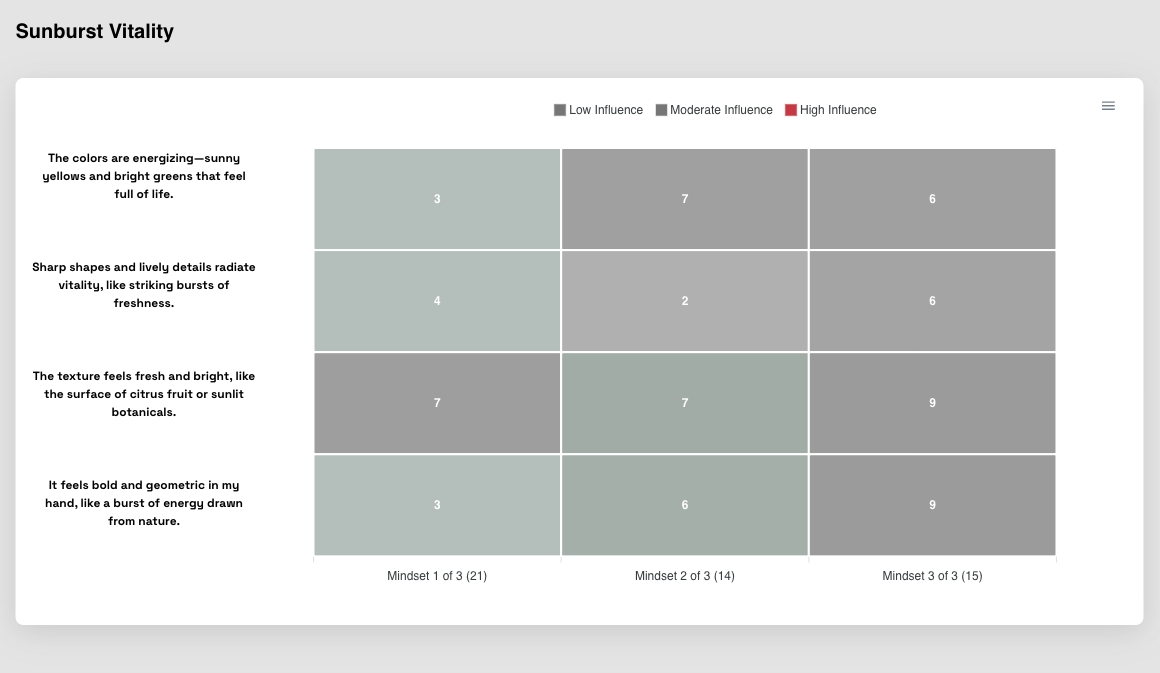 Sunburst Vitality
Low Influence Moderate Influence High Influence
The colors are energizing—sunny
yellows and bright greens that feel
full of life.
3 7 6
Sharp shapes and lively details radiate
vitality, like striking bursts of
freshness.
4 2 6
The texture feels fresh and bright, like
the surface of citrus fruit or sunlit
botanicals.
7 7 9
It feels bold and geometric in my
hand, like a burst of energy drawn
from nature.
3 6 9
Mindset 1 of 3 (21) Mindset 2 of 3 (14) Mindset 3 of 3 (15)